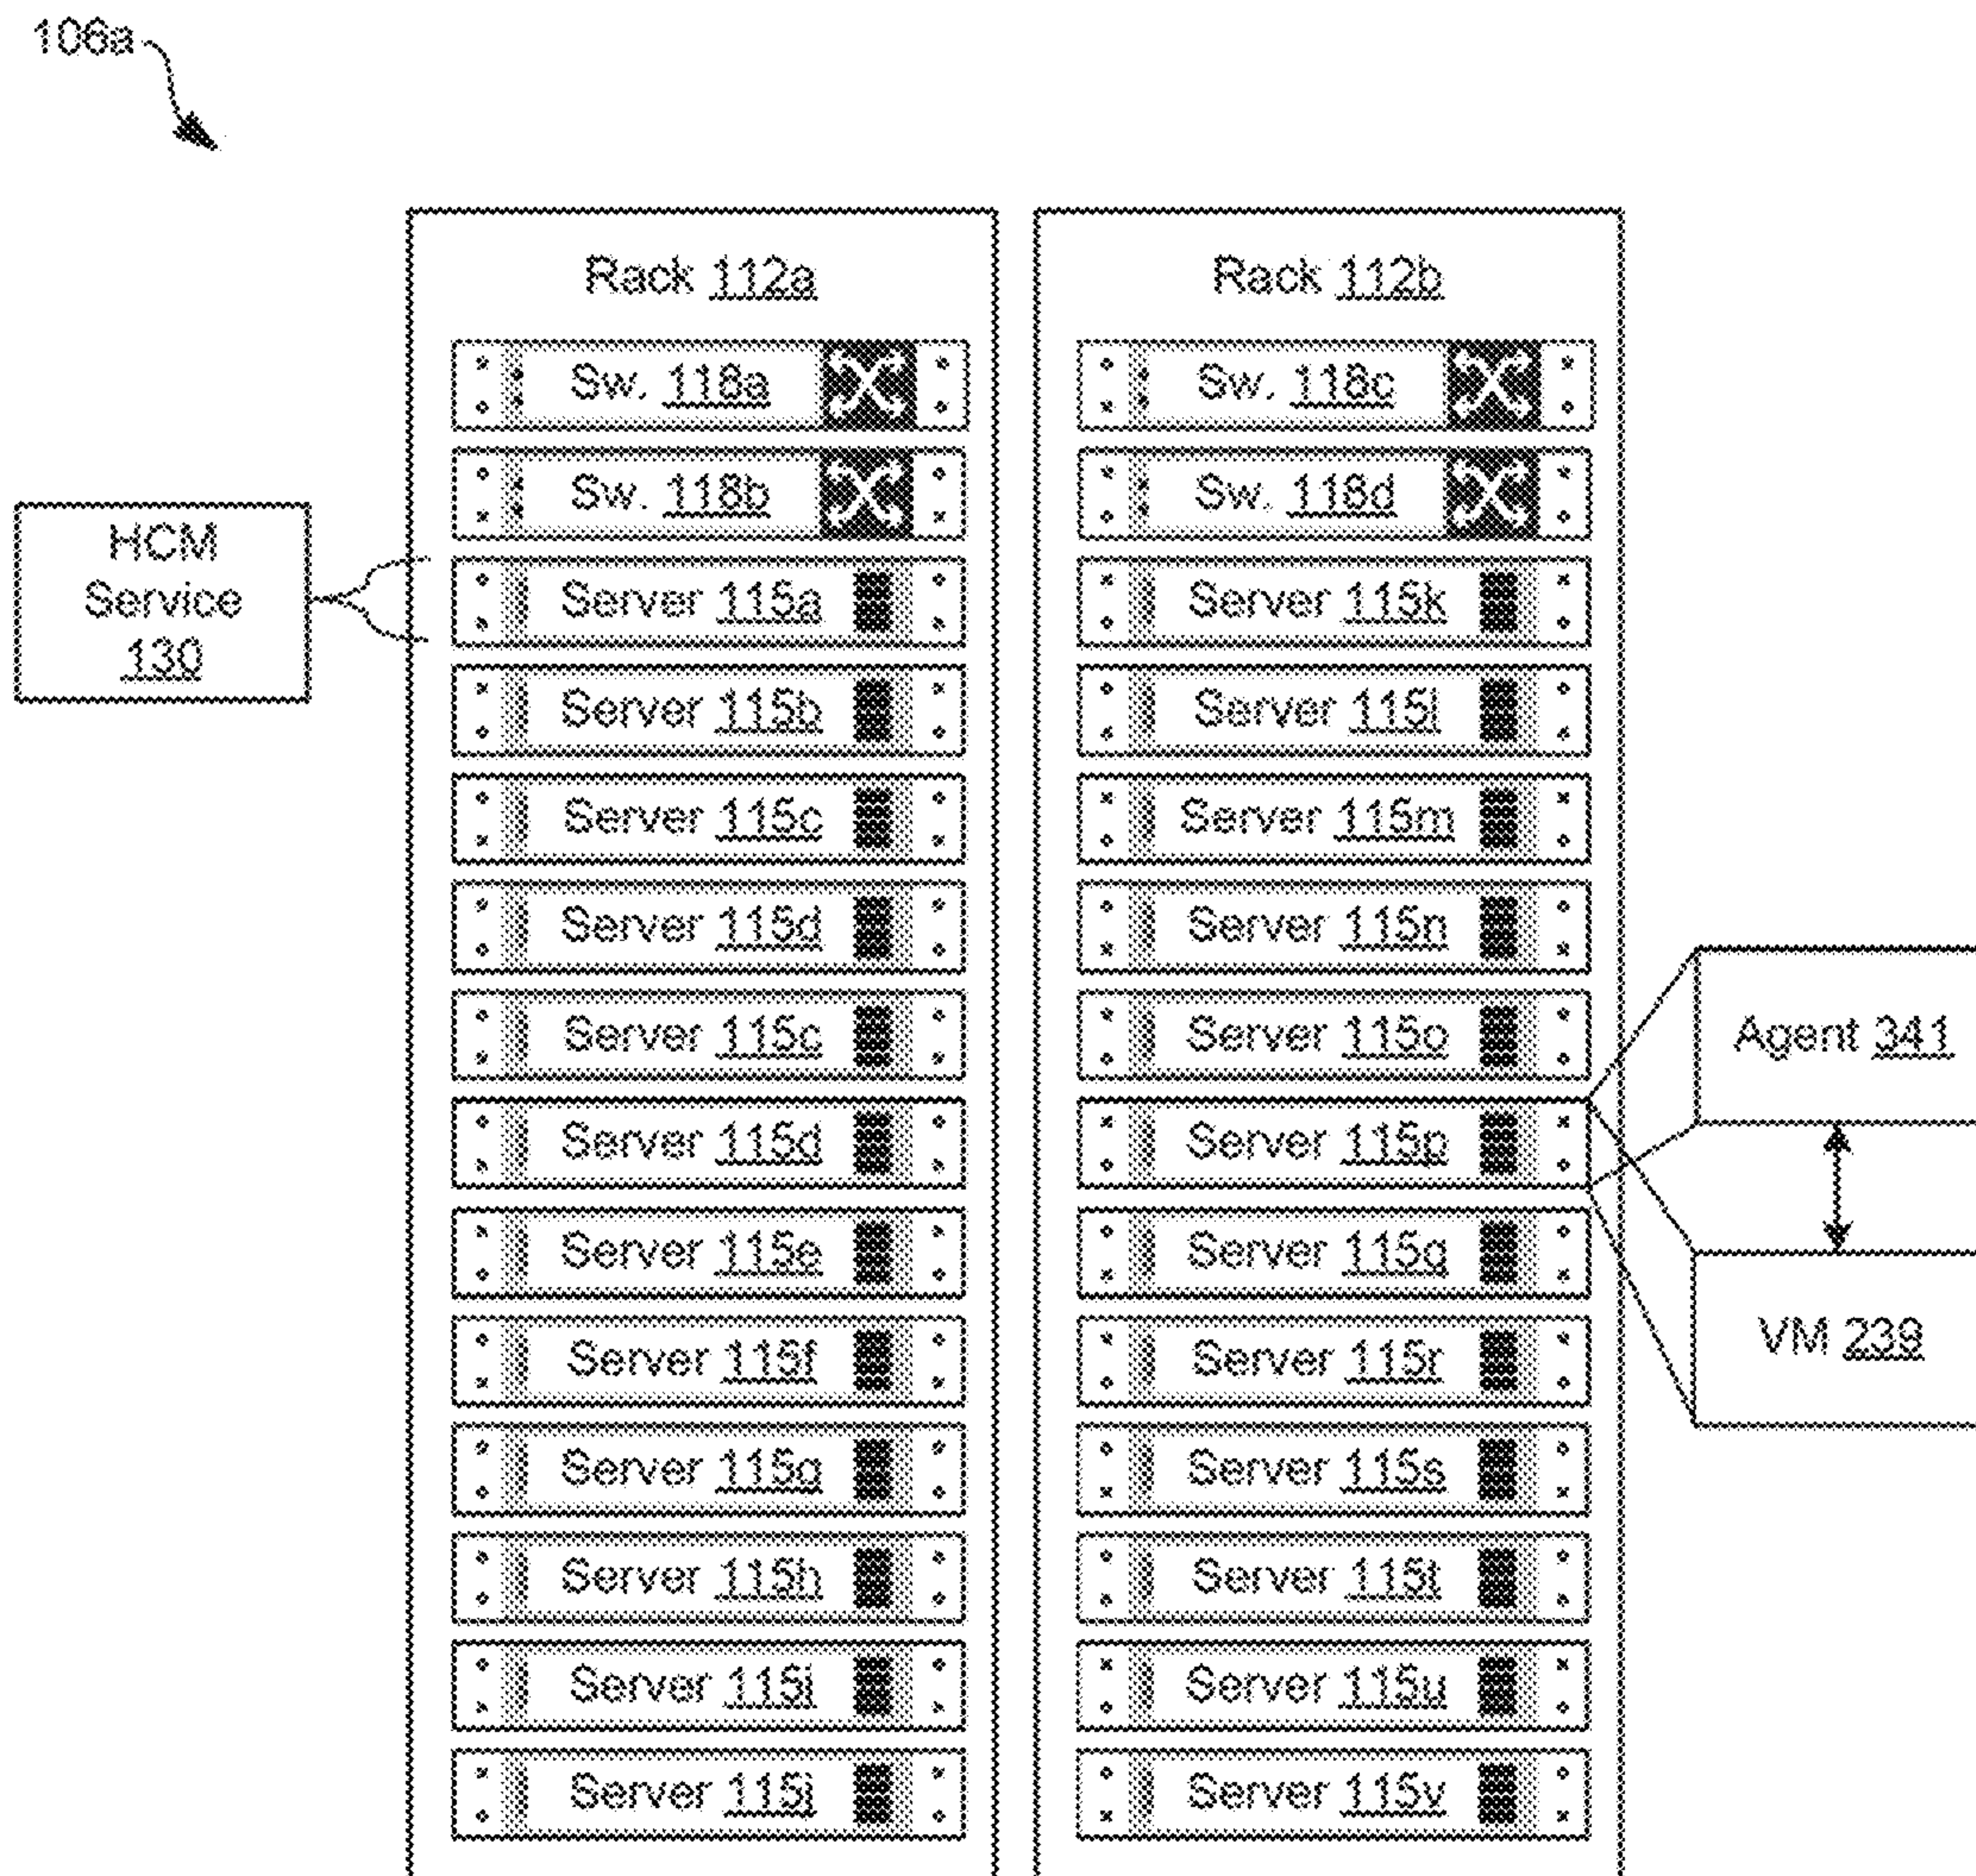 106a
Rack 112a
Sw. 118a
Sw. 118b
Server 115a
Server 115b
Server 115c
Server 115d
Server 115c
Server 115d
Server 115e
Server 115f
Server 115g
Server 115h
Server 115i
Server 115j
HCM
Service
130
Rack 112b
Sw. 118c
Sw. 118d
Server 115k
Server 115l
Server 115m
Server 115n
Server 115o
Server 115p
Server 115q
Server 115r
Server 115s
Server 115t
Server 115u
Server 115v
Agent 341
VM 239